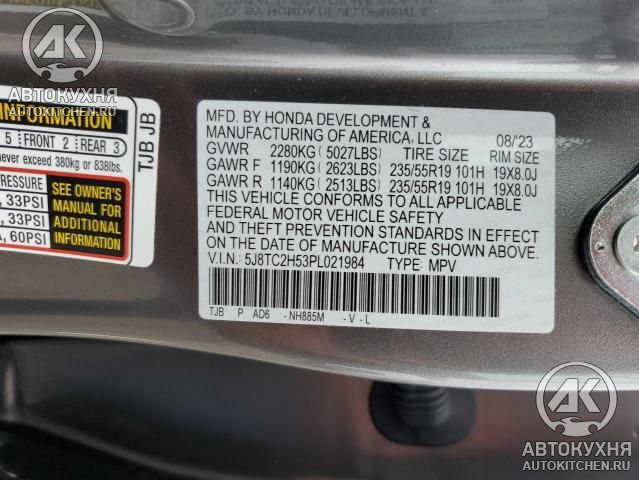 АВТОКУХНЯ
AUTOKITCHEN.RU
INFORMATION
5 FRONT 2 REAR 3
never exceed 380kg or 838lbs.
PRESSURE
, 33PSI
, 33PSI
A, 60PSI
SEE OWNER'S
MANUAL FOR
ADDITIONAL
INFORMATION
TJB JB
MFD. BY HONDA DEVELOPMENT &
MANUFACTURING OF AMERICA, LLC 08/'23
GVWR 2280KG (5027LBS) TIRE SIZE RIM SIZE
GAWR F 1190KG (2623LBS) 235/55R19 101H 19X8.0J
GAWR R 1140KG (2513LBS) 235/55R19 101H 19X8.0J
THIS VEHICLE CONFORMS TO ALL APPLICABLE
FEDERAL MOTOR VEHICLE SAFETY
AND THEFT PREVENTION STANDARDS IN EFFECT
ON THE DATE OF MANUFACTURE SHOWN ABOVE.
V.I.N.: 5J8TC2H53PL021984 TYPE: MPV
TJB P AD6 -NH885M -V-L
АК
АВТОКУХНЯ
AUTOKITCHEN.RU